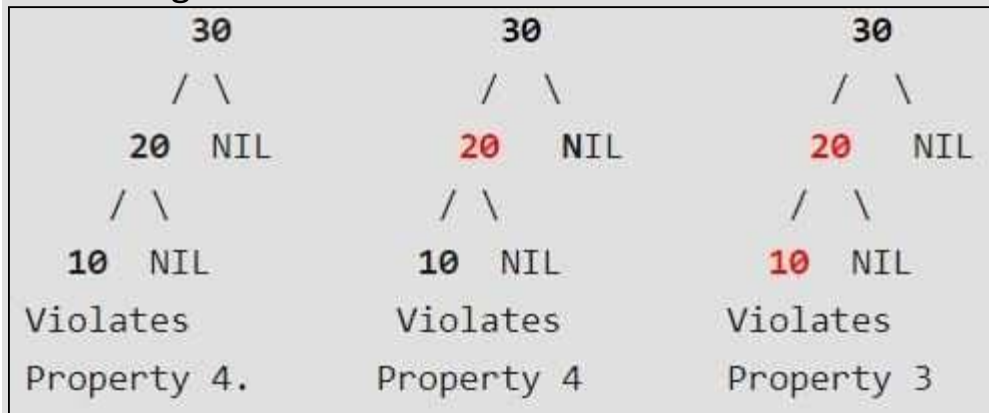 30 30 30
/ \ / \ / \
20 NIL 20 NIL 20 NIL
/ \ / \ / \
10 NIL 10 NIL 10 NIL
Violates Violates Violates
Property 4. Property 4 Property 3